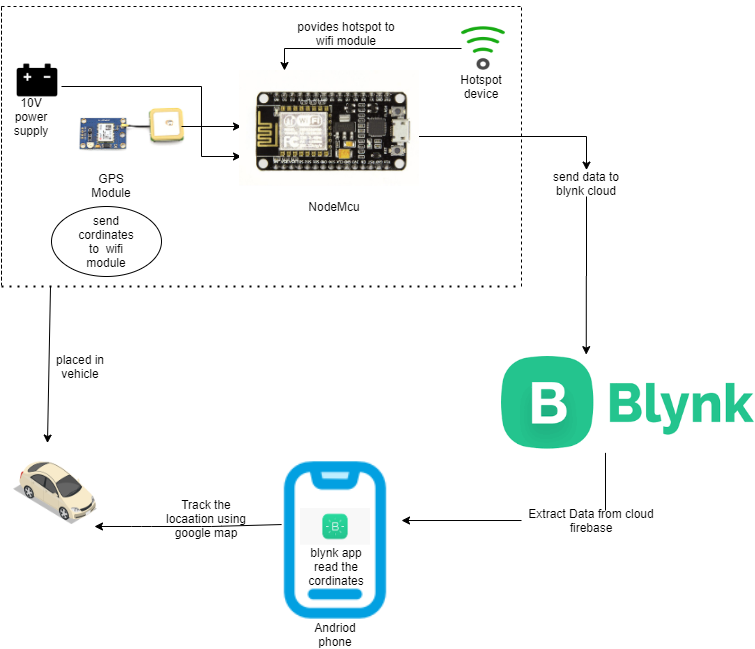 povides hotspot to
wifi module
Hotspot
device
10V
power
supply
GPS
Module
NodeMcu
send
cordinates
to wifi
module
send data to
blynk cloud
placed in
vehicle
B Blynk
Track the
locaation using
google map
B
blynk app
read the
cordinates
Extract Data from cloud
firebase
Andriod
phone